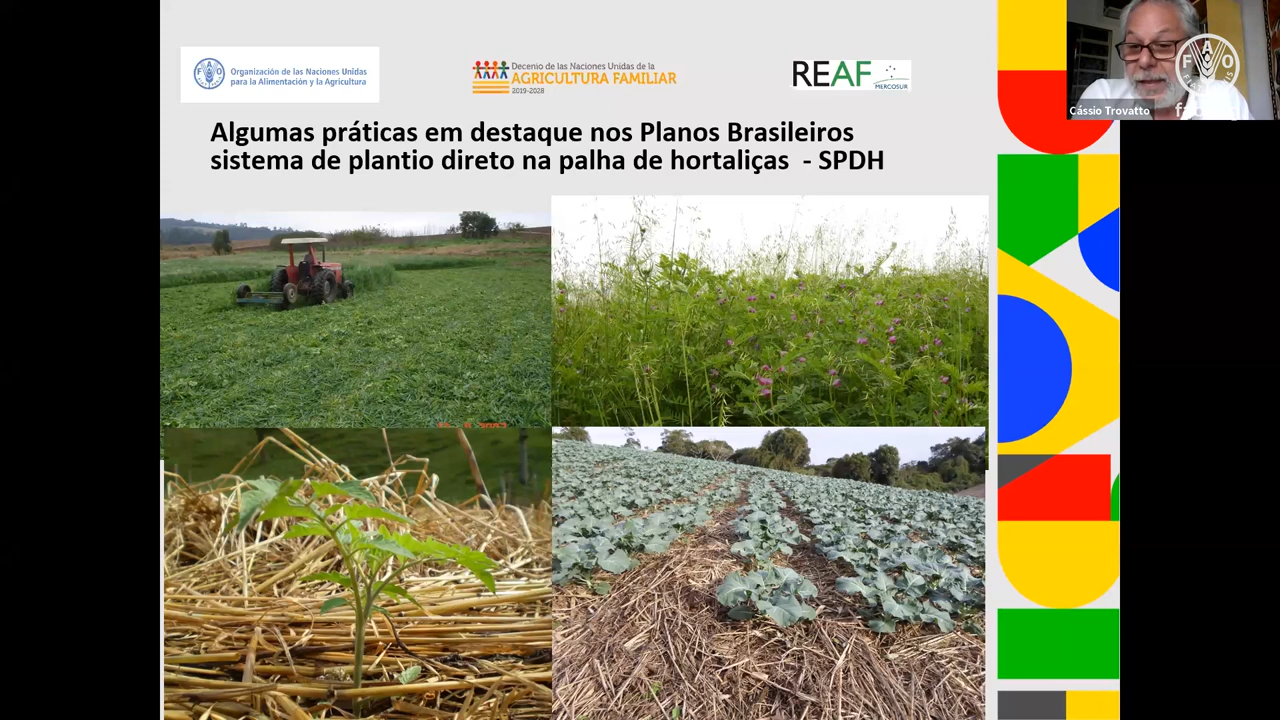 FAO
Organización de las Naciones Unidas
para la Alimentación y la Agricultura
Decenio de las Naciones Unidas de la
AGRICULTURA FAMILIAR
2019-2028
REAF
MERCOSUR
Algumas práticas em destaque nos Planos Brasileiros
sistema de plantio direto na palha de hortaliças - SPDH
Cássio Trovatto